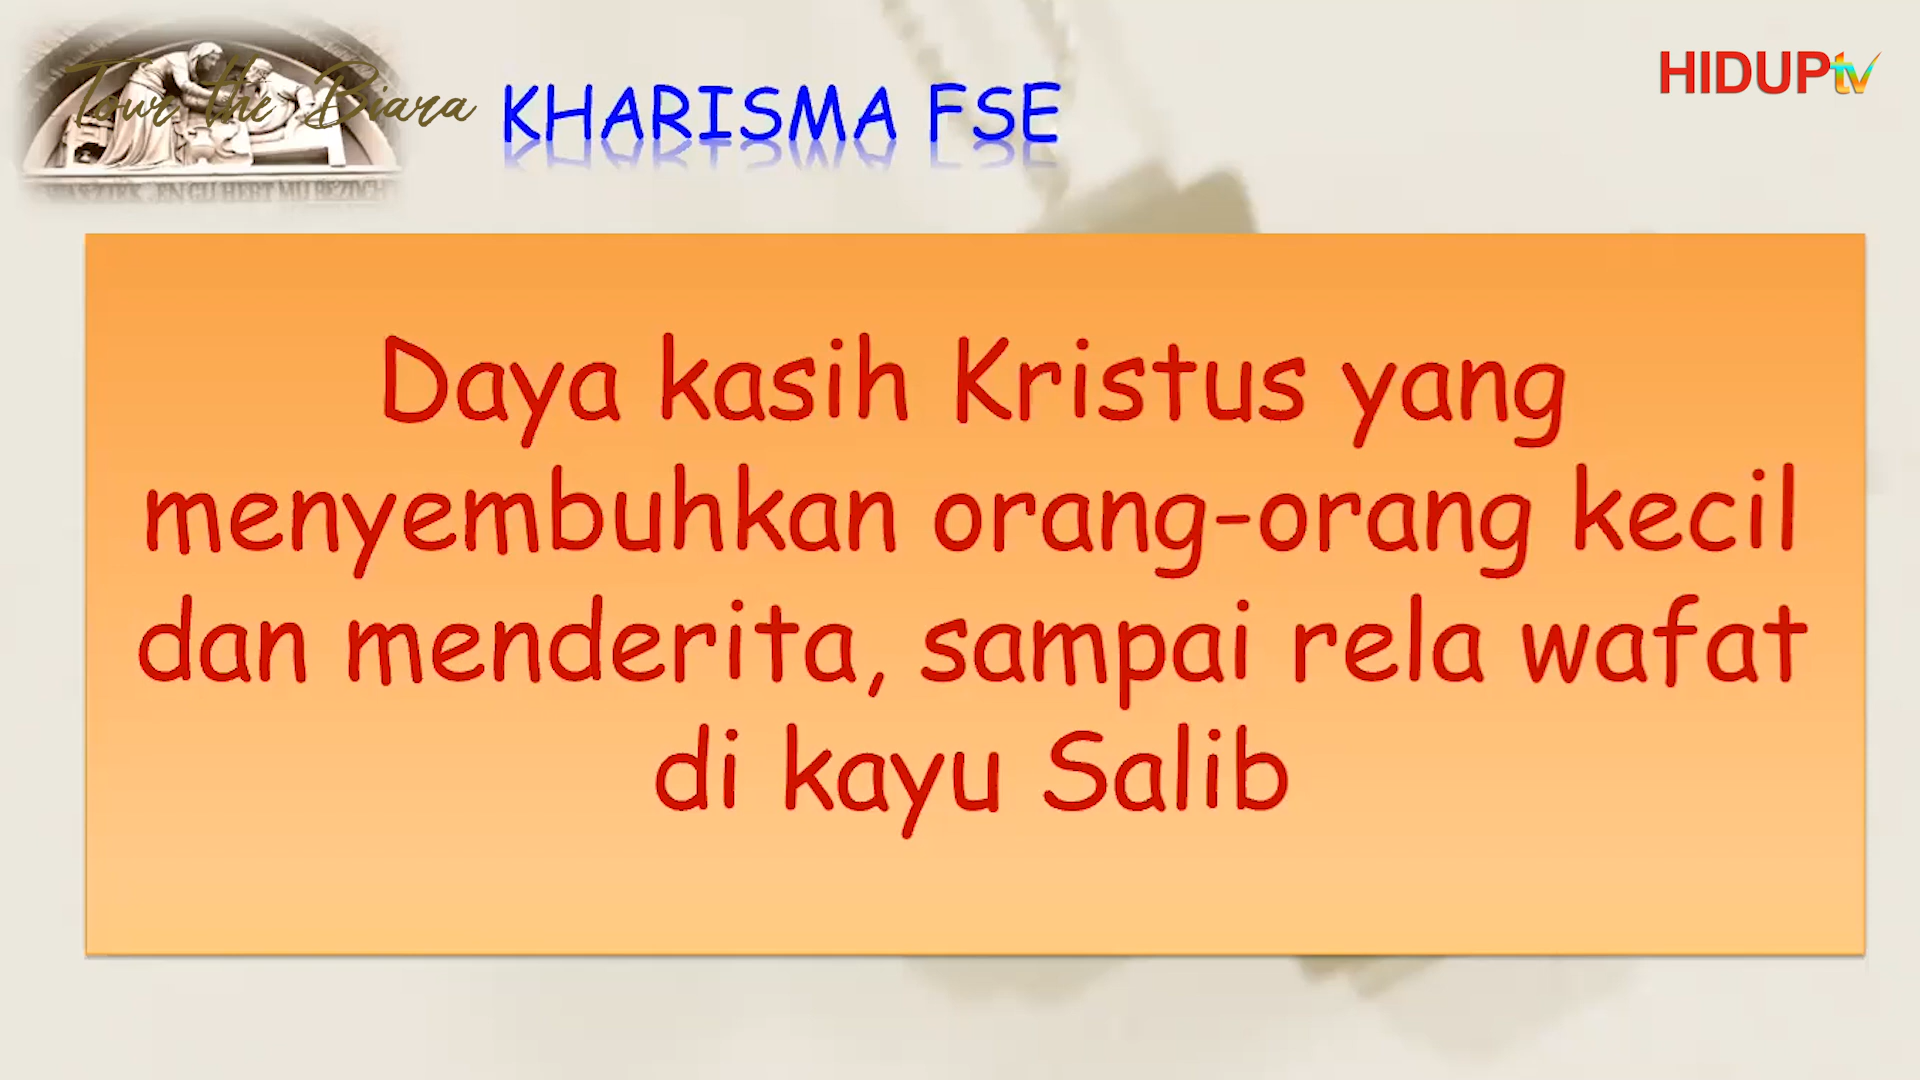 Tour the Biara
KHARISMA FSE
HIDUPtv
Daya kasih Kristus yang
menyembuhkan orang-orang kecil
dan menderita, sampai rela wafat
di kayu Salib